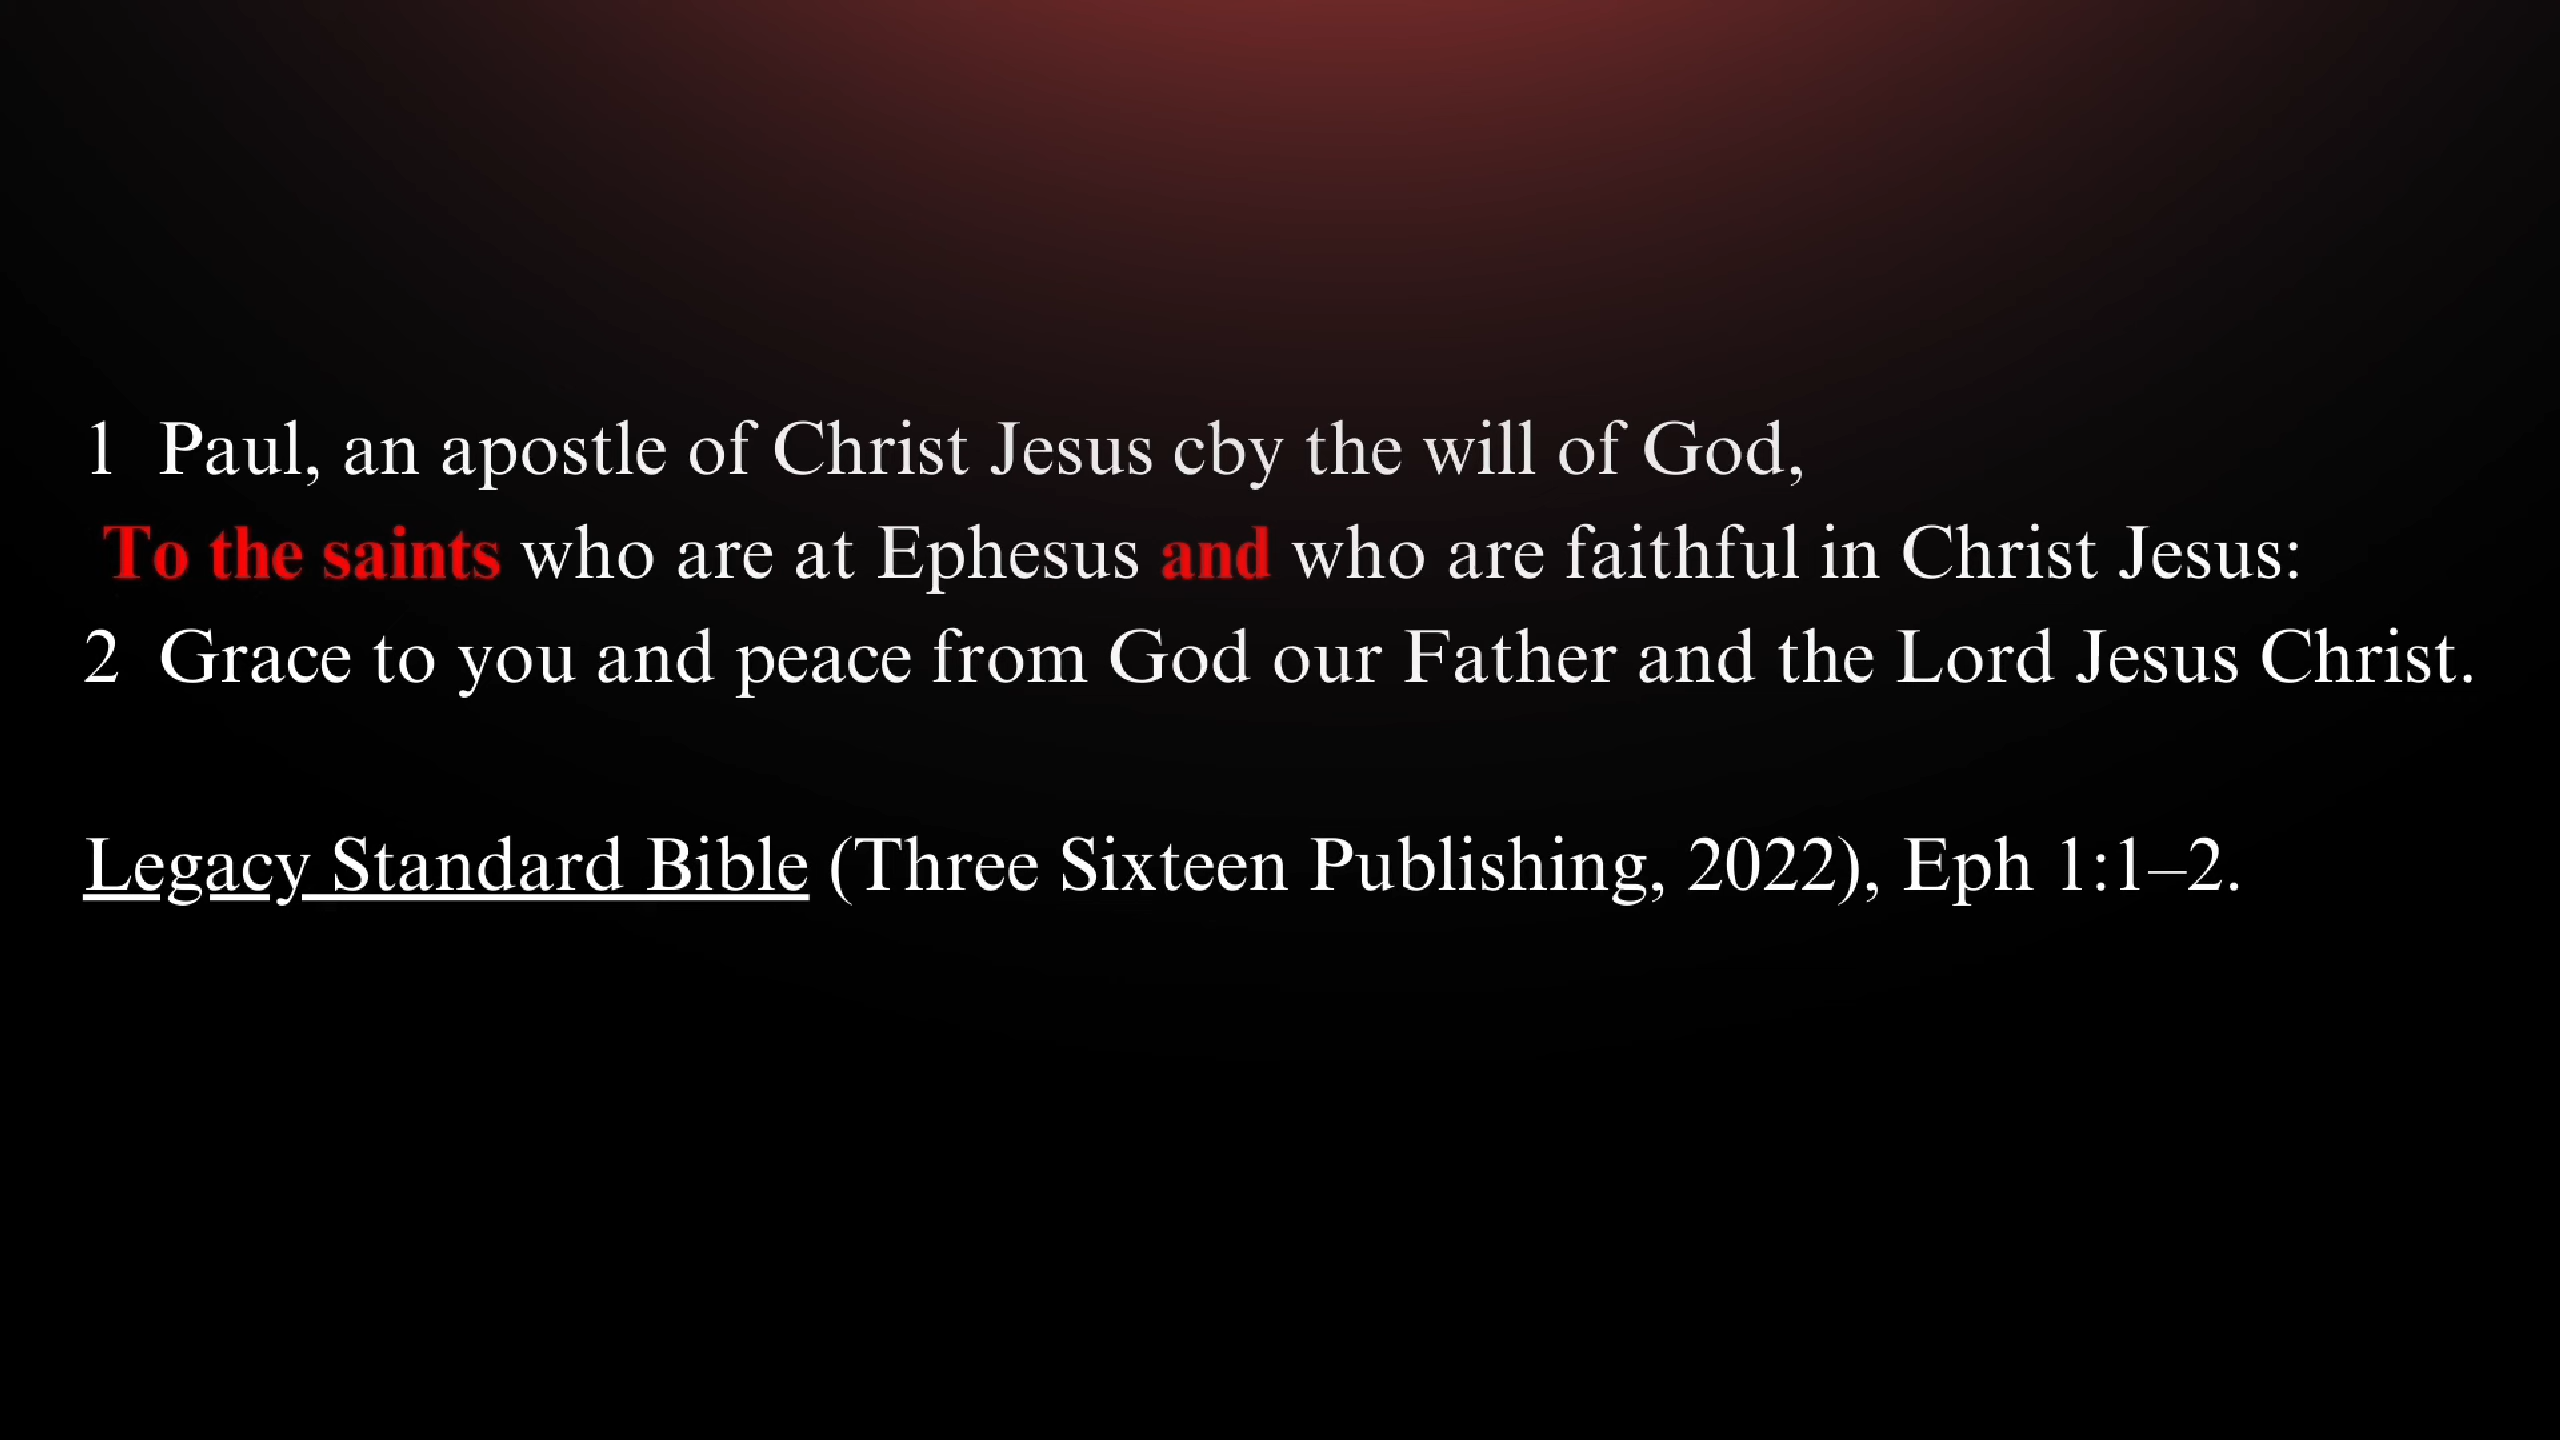 1 Paul, an apostle of Christ Jesus cby the will of God,
To the saints who are at Ephesus and who are faithful in Christ Jesus:
2 Grace to you and peace from God our Father and the Lord Jesus Christ.
Legacy Standard Bible (Three Sixteen Publishing, 2022), Eph 1:1–2.